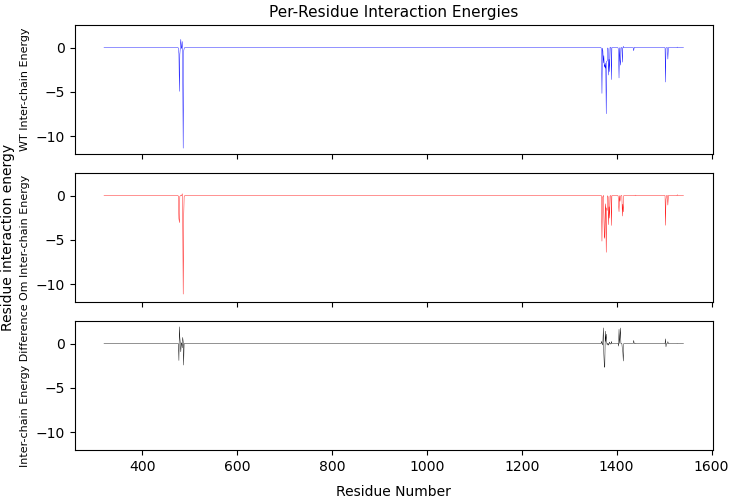 Per-Residue Interaction Energies
Residue interaction energy
WT Inter-chain Energy
0
−5
−10
Om Inter-chain Energy
0
−5
−10
Inter-chain Energy Difference
0
−5
−10
400
600
800
1000
1200
1400
1600
Residue Number